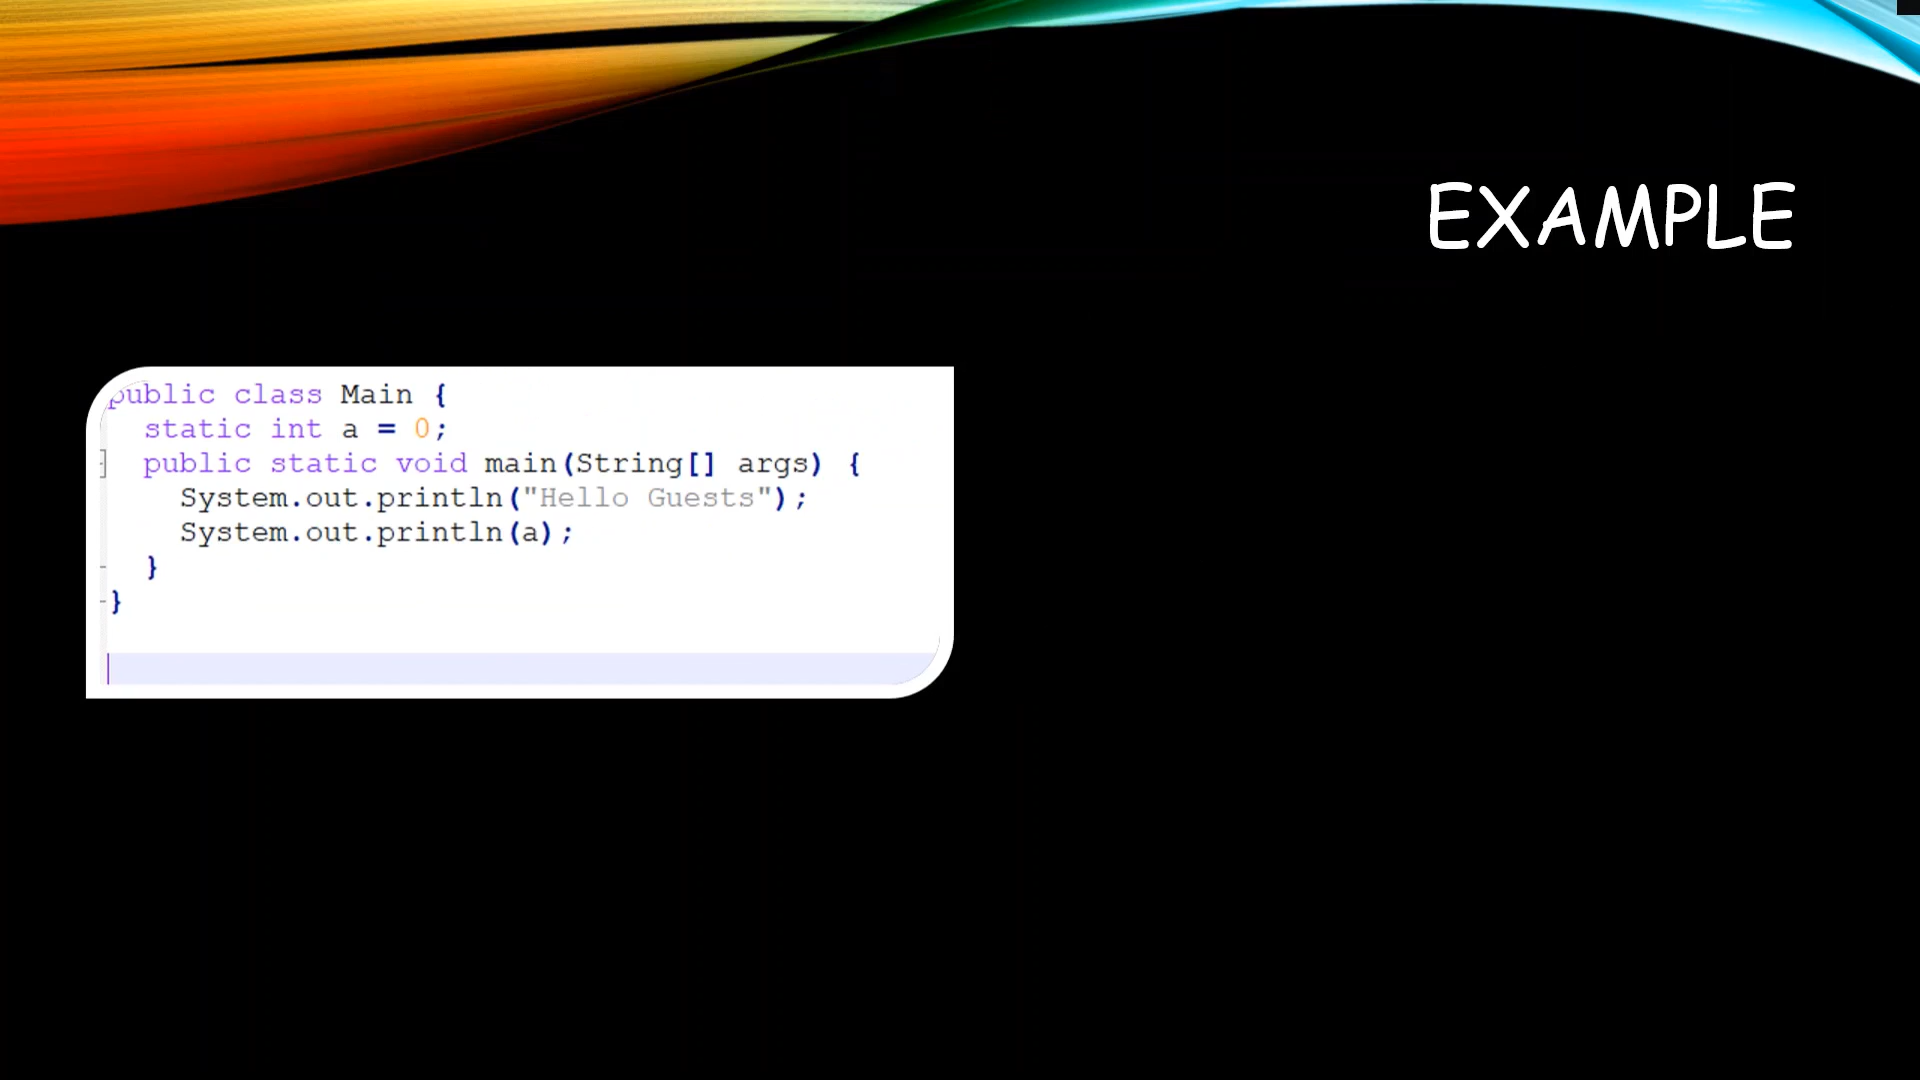 EXAMPLE
public class Main {
  static int a = 0;
  public static void main(String[] args) {
    System.out.println("Hello Guests");
    System.out.println(a);
  }
}